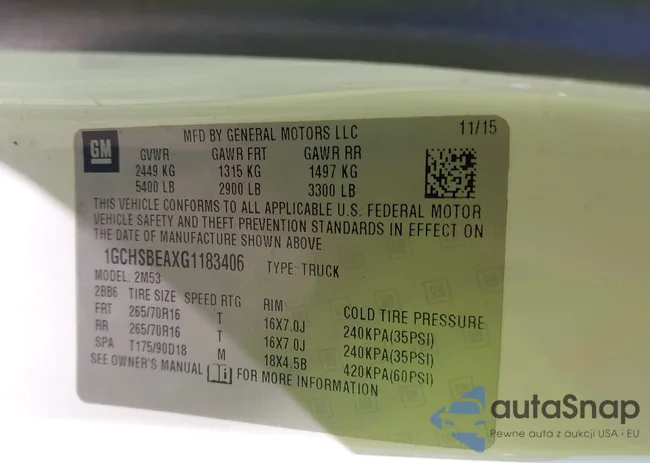 GM
MFD BY GENERAL MOTORS LLC 11/15
GVWR GAWR FRT GAWR RR
2449 KG 1315 KG 1497 KG
5400 LB 2900 LB 3300 LB
THIS VEHICLE CONFORMS TO ALL APPLICABLE U.S. FEDERAL MOTOR
VEHICLE SAFETY AND THEFT PREVENTION STANDARDS IN EFFECT ON
THE DATE OF MANUFACTURE SHOWN ABOVE.
1GCHSBEAXG1183406 TYPE: TRUCK
MODEL: 2M53
2BB6 TIRE SIZE SPEED RTG RIM COLD TIRE PRESSURE
FRT 265/70R16 T 16X7.0J 240KPA(35PSI)
RR 265/70R16 T 16X7.0J 240KPA(35PSI)
SPA T175/90D18 M 18X4.5B 420KPA(60PSI)
SEE OWNER'S MANUAL FOR MORE INFORMATION
autaSnap
Pewne auta z aukcji USA i EU